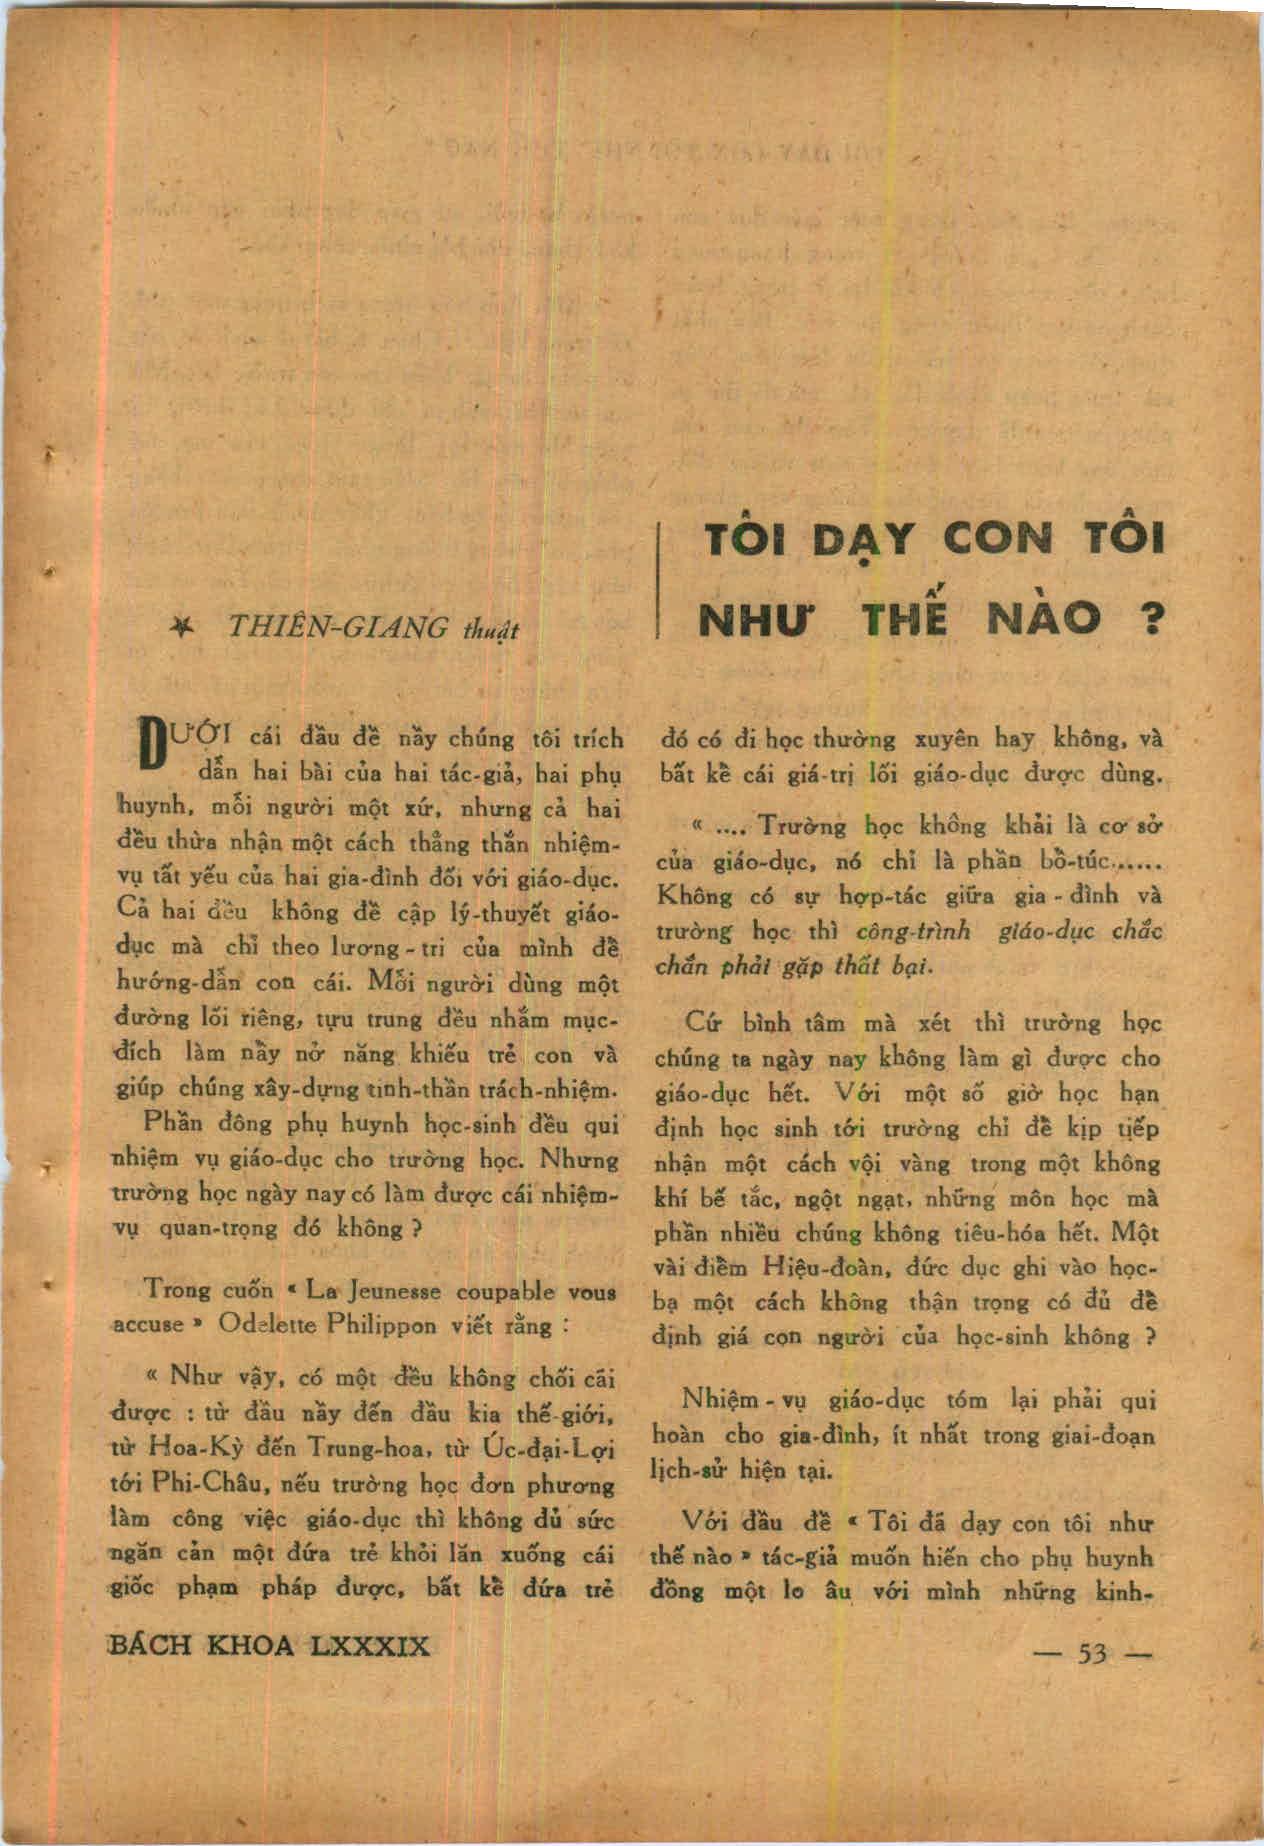 TÔI DẠY CON TÔI
NHƯ THẾ NÀO ?
★ THIÊN-GIANG thuật
DƯỚI cái đầu đề nầy chúng tôi trích
dẫn hai bài của hai tác-giả, hai phụ
huynh, mỗi người một xứ, nhưng cả hai
đều thừa nhận một cách thẳng thắn nhiệm-
vụ tất yếu của hai gia-đình đối với giáo-dục.
Cả hai đều không đề cập lý-thuyết giáo-
dục mà chỉ theo lương-tri của mình để
hướng-dẫn con cái. Mỗi người dùng một
đường lối riêng, tựu trung đều nhắm mục-
đích làm nẩy nở năng khiếu trẻ con và
giúp chúng xây-dựng tinh-thần trách-nhiệm.
Phần đông phụ huynh học-sinh đều qui
nhiệm vụ giáo-dục cho trường học. Nhưng
trường học ngày nay có làm được cái nhiệm-
vụ quan-trọng đó không ?
Trong cuốn « La Jeunesse coupable vous
accuse » Odelette Philippon viết rằng :
« Như vậy, có một đều không chối cãi
được : từ đầu nầy đến đầu kia thế-giới,
từ Hoa-Kỳ đến Trung-hoa, từ Úc-đại-Lợi
tới Phi-Châu, nếu trường học đơn phương
làm công việc giáo-dục thì không đủ sức
ngăn cản một đứa trẻ khỏi lăn xuống cái
giốc phạm pháp được, bất kể đứa trẻ
đó có đi học thường xuyên hay không, và
bất kể cái giá-trị lối giáo-dục được dùng.
« .... Trường học không khải là cơ sở
của giáo-dục, nó chỉ là phần bổ-túc......
Không có sự hợp-tác giữa gia - đình và
trường học thì công-trình giáo-dục chắc
chắn phải gặp thất bại.
Cứ bình tâm mà xét thì trường học
chúng ta ngày nay không làm gì được cho
giáo-dục hết. Với một số giờ học hạn
định học sinh tới trường chỉ để kịp tiếp
nhận một cách vội vàng trong một không
khí bế tắc, ngột ngạt, những môn học mà
phần nhiều chúng không tiêu-hóa hết. Một
vài điểm Hiệu-đoàn, đức dục ghi vào học-
bạ một cách không thận trọng có đủ để
định giá con người của học-sinh không ?
Nhiệm - vụ giáo-dục tóm lại phải qui
hoàn cho gia-đình, ít nhất trong giai-đoạn
lịch-sử hiện tại.
Với đầu đề « Tôi đã dạy con tôi như
thế nào » tác-giả muốn hiến cho phụ huynh
đồng một lo âu với mình những kinh-
BÁCH KHOA LXXXIX
— 53 —